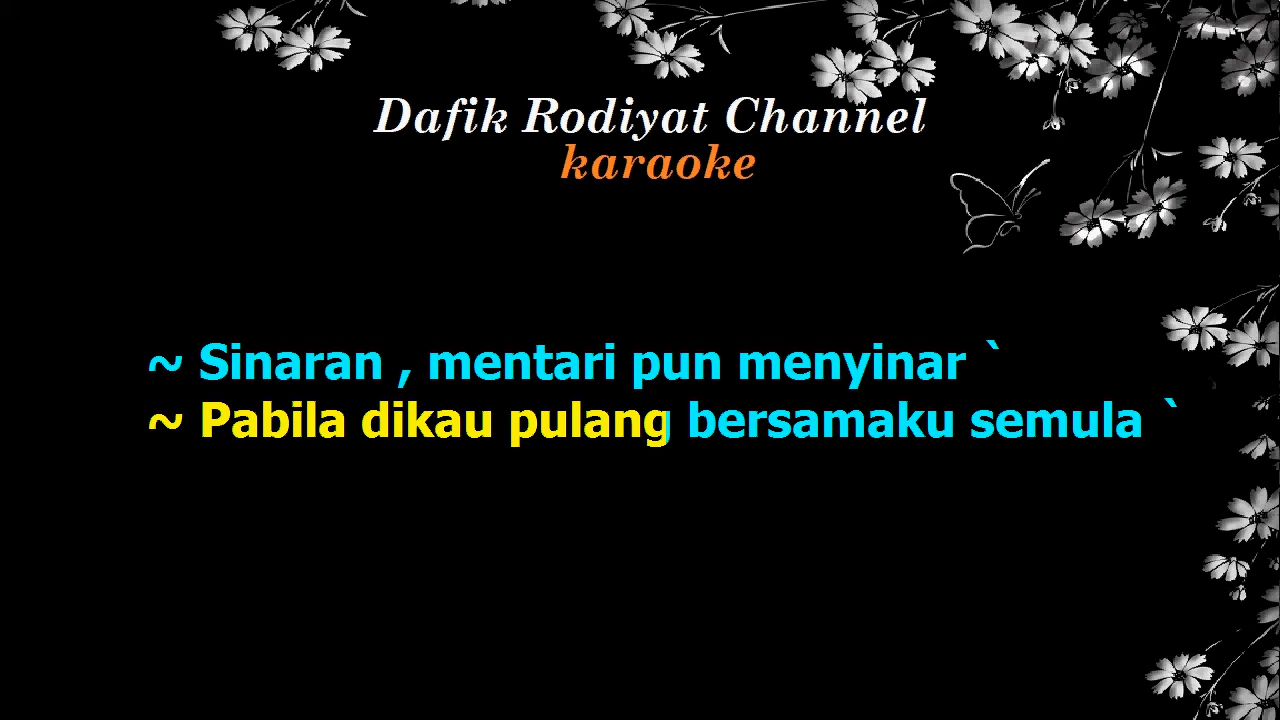 Dafik Rodiyat Channel
karaoke
~ Sinaran , mentari pun menyinar `
~ Pabila dikau pulang bersamaku semula `